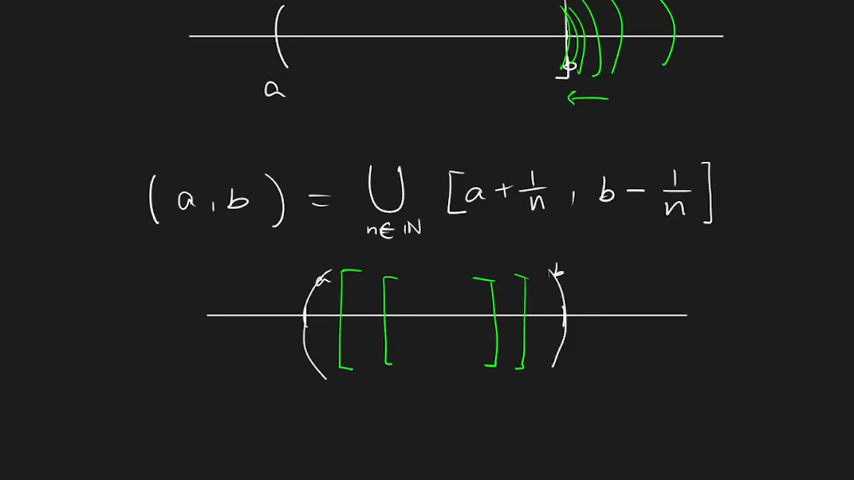 a b
(a, b) = ⋃ [a + 1/n, b - 1/n]
n∈ℕ
a b